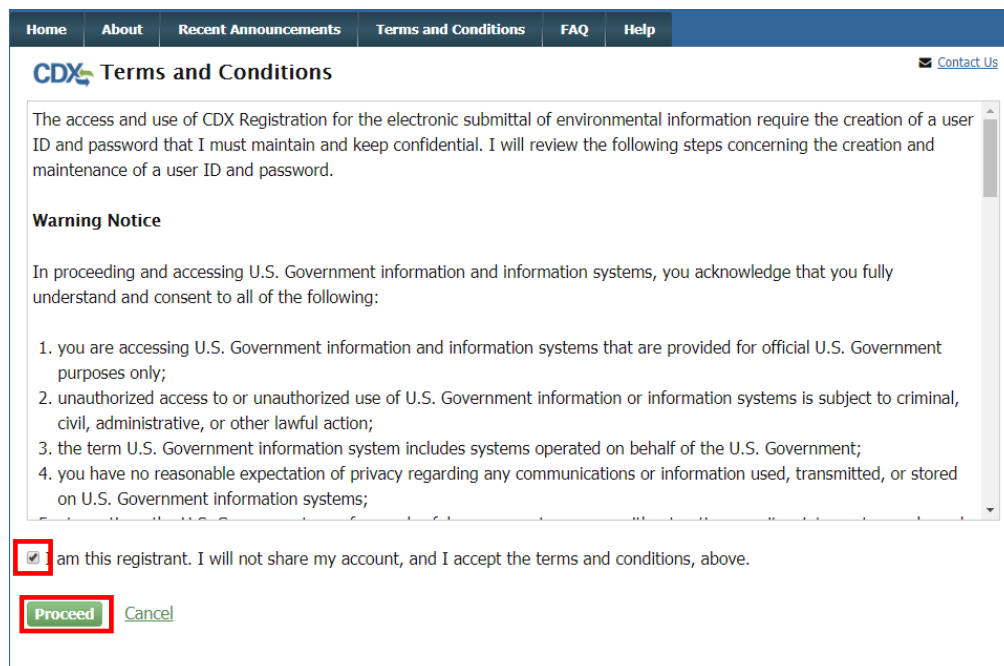 Home About Recent Announcements Terms and Conditions FAQ Help
CDX Terms and Conditions
Contact Us
The access and use of CDX Registration for the electronic submittal of environmental information require the creation of a user
ID and password that I must maintain and keep confidential. I will review the following steps concerning the creation and
maintenance of a user ID and password.
Warning Notice
In proceeding and accessing U.S. Government information and information systems, you acknowledge that you fully
understand and consent to all of the following:
1. you are accessing U.S. Government information and information systems that are provided for official U.S. Government
purposes only;
2. unauthorized access to or unauthorized use of U.S. Government information or information systems is subject to criminal,
civil, administrative, or other lawful action;
3. the term U.S. Government information system includes systems operated on behalf of the U.S. Government;
4. you have no reasonable expectation of privacy regarding any communications or information used, transmitted, or stored
on U.S. Government information systems;
I am this registrant. I will not share my account, and I accept the terms and conditions, above.
Proceed Cancel